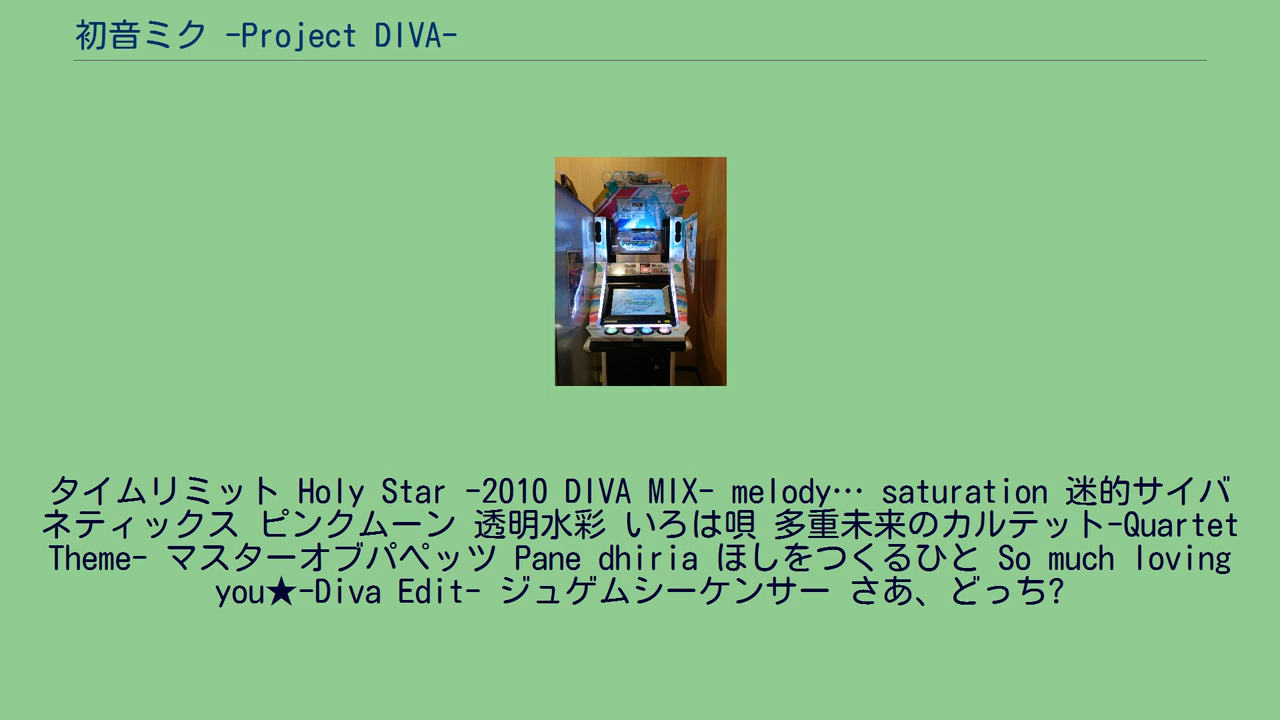 初音ミク -Project DIVA-
タイムリミット Holy Star -2010 DIVA MIX- melody… saturation 迷的サイバ
ネティックス ピンクムーン 透明水彩 いろは唄 多重未来のカルテット-Quartet
Theme- マスターオブパペッツ Pane dhiria ほしをつくるひと So much loving
you★-Diva Edit- ジュゲムシーケンサー さあ、どっち?